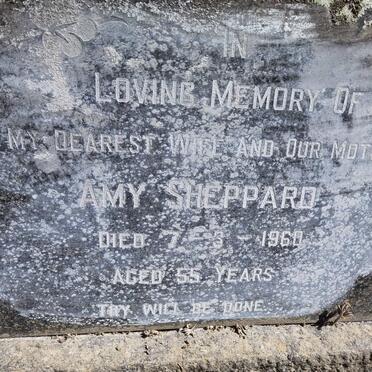 IN
LOVING MEMORY OF
MY DEAREST WIFE AND OUR MOT
AMY SHEPPARD
DIED 7 - 3 - 1960
AGED 55 YEARS
THY WILL BE DONE.